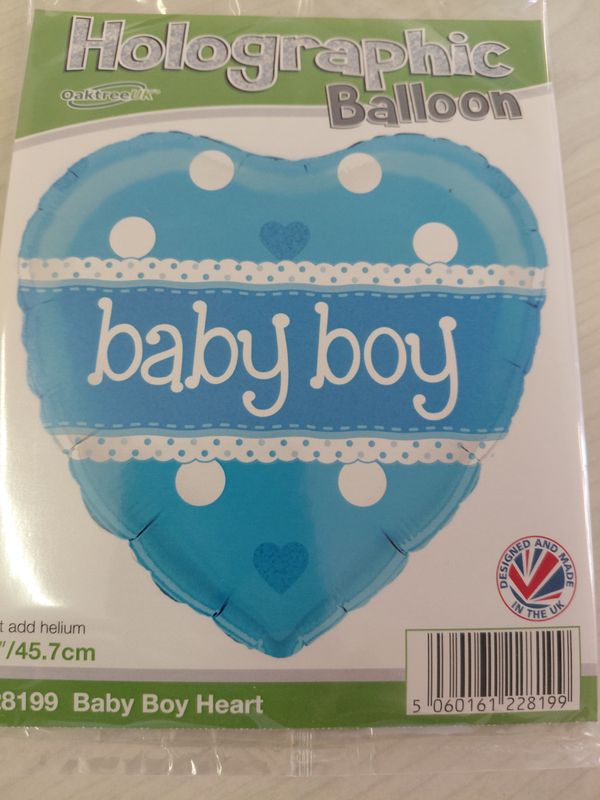 Holographic
OaktreeUK™
Balloon
baby boy
DESIGNED AND MADE
IN THE UK
t add helium
"/45.7cm
28199 Baby Boy Heart
5 060161 228199